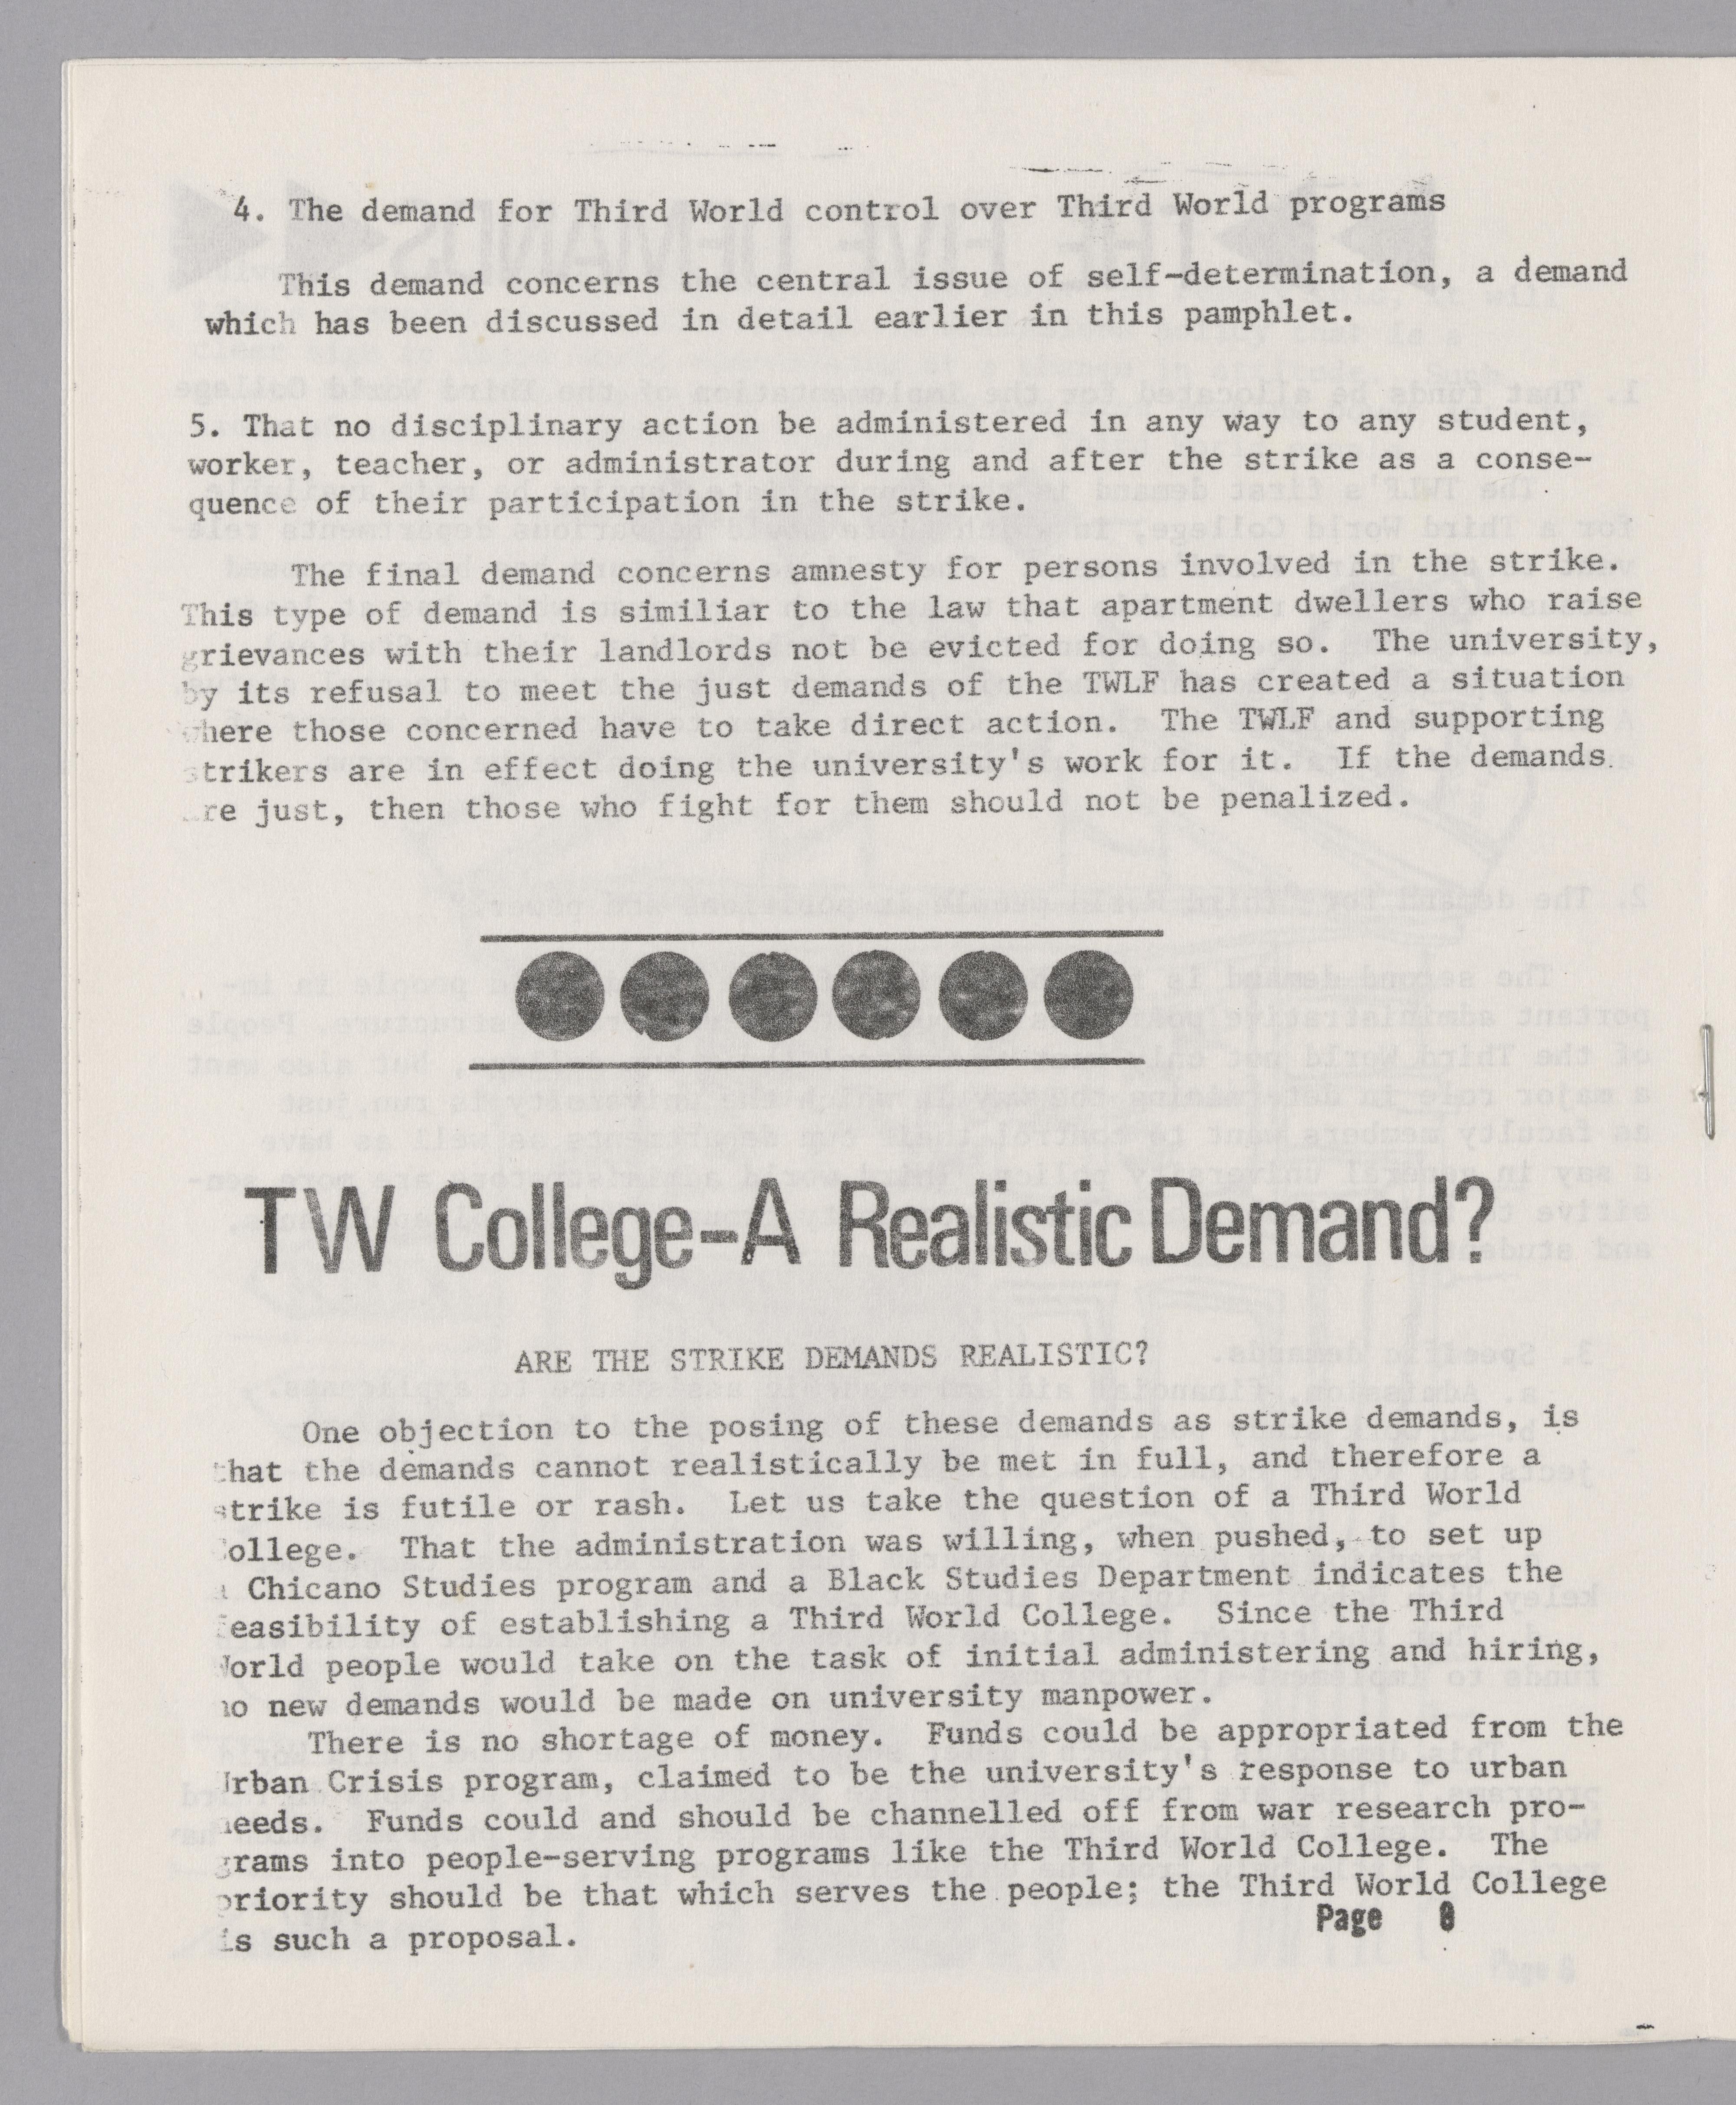 4. The demand for Third World control over Third World programs
This demand concerns the central issue of self-determination, a demand
which has been discussed in detail earlier in this pamphlet.
5. That no disciplinary action be administered in any way to any student,
worker, teacher, or administrator during and after the strike as a conse-
quence of their participation in the strike.
The final demand concerns amnesty for persons involved in the strike.
This type of demand is similiar to the law that apartment dwellers who raise
grievances with their landlords not be evicted for doing so. The university,
by its refusal to meet the just demands of the TWLF has created a situation
where those concerned have to take direct action. The TWLF and supporting
strikers are in effect doing the university's work for it. If the demands
are just, then those who fight for them should not be penalized.
TW College-A Realistic Demand?
ARE THE STRIKE DEMANDS REALISTIC?
One objection to the posing of these demands as strike demands, is
that the demands cannot realistically be met in full, and therefore a
strike is futile or rash. Let us take the question of a Third World
College. That the administration was willing, when pushed, to set up
a Chicano Studies program and a Black Studies Department indicates the
feasibility of establishing a Third World College. Since the Third
World people would take on the task of initial administering and hiring,
no new demands would be made on university manpower.
There is no shortage of money. Funds could be appropriated from the
Urban Crisis program, claimed to be the university's response to urban
needs. Funds could and should be channelled off from war research pro-
grams into people-serving programs like the Third World College. The
priority should be that which serves the people; the Third World College
is such a proposal.
Page